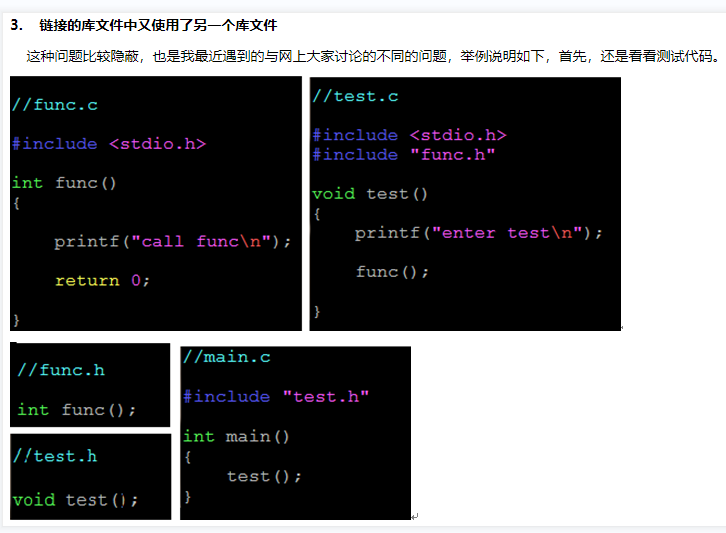 3. 链接的库文件中又使用了另一个库文件
这种问题比较隐蔽，也是我最近遇到的与网上大家讨论的不同的问题，举例说明如下，首先，还是看看测试代码。
//func.c
#include <stdio.h>
int func()
{
printf("call func\n");
return 0;
}
//test.c
#include <stdio.h>
#include "func.h"
void test()
{
printf("enter test\n");
func();
}
//func.h
int func();
//test.h
void test();
//main.c
#include "test.h"
int main()
{
test();
}